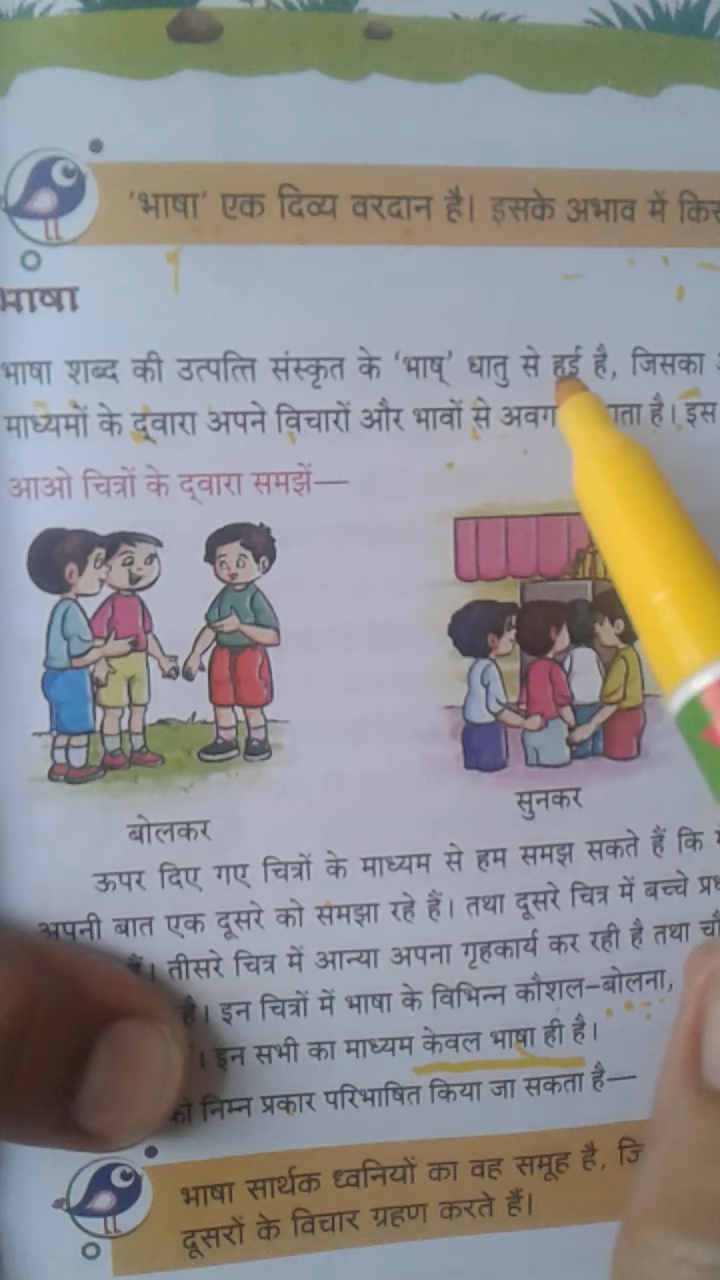 'भाषा' एक दिव्य वरदान है। इसके अभाव में
भाषा
भाषा शब्द की उत्पत्ति संस्कृत के 'भाष्' धातु से हुई है, जिसका
माध्यमों के द्वारा अपने विचारों और भावों से है। इस
आओ चित्रों के द्वारा समझें—
बोलकर
सुनकर
ऊपर दिए गए चित्रों के माध्यम से हम समझ सकते हैं कि
अपनी बात एक दूसरे को समझा रहे हैं। तथा दूसरे चित्र में बच्चे
हैं। तीसरे चित्र में आन्या अपना गृहकार्य कर रही है तथा
है। इन चित्रों में भाषा के विभिन्न कौशल–बोलना,
। इन सभी का माध्यम केवल भाषा ही है।
को निम्न प्रकार परिभाषित किया जा सकता है—
भाषा सार्थक ध्वनियों का वह समूह है,
दूसरों के विचार ग्रहण करते हैं।